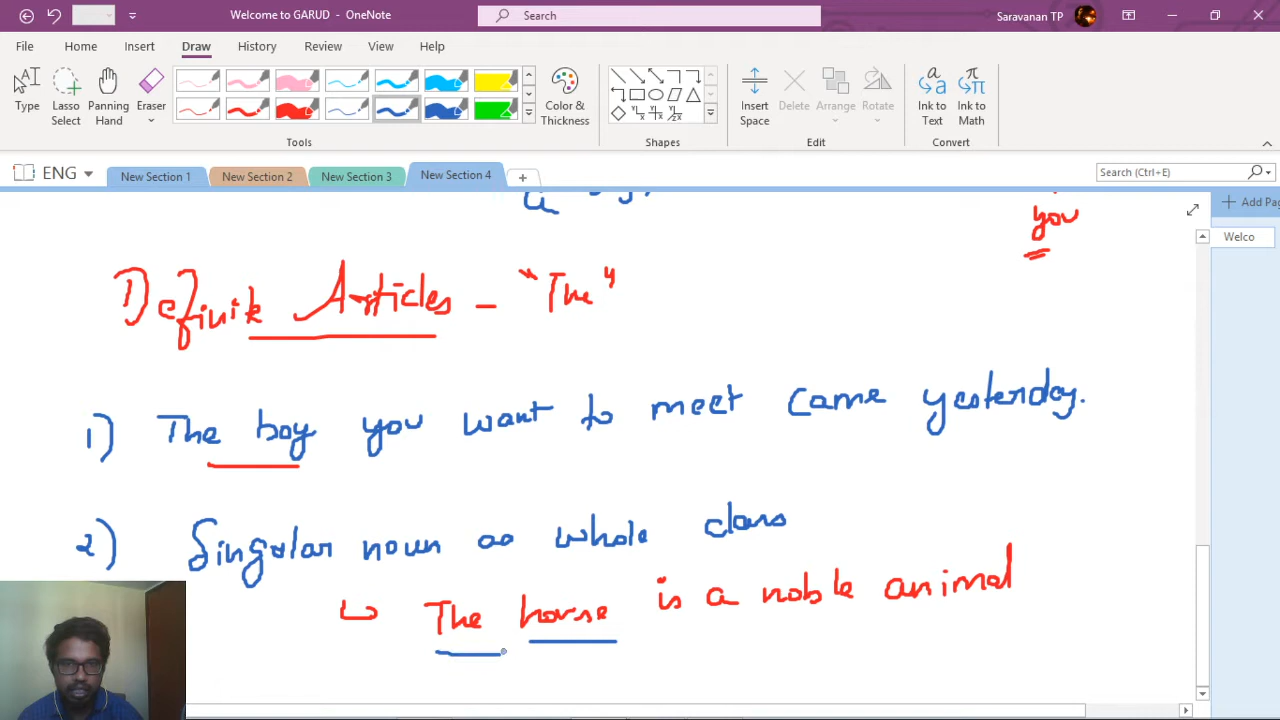 Welcome to GARUD - OneNote
Search
Saravanan TP
File Home Insert Draw History Review View Help
Type
Lasso Select
Panning Hand
Eraser
Color & Thickness
Insert Space
Delete
Arrange
Rotate
Ink to Text
Ink to Math
Tools
Shapes
Edit
Convert
ENG
New Section 1
New Section 2
New Section 3
New Section 4
Search (Ctrl+E)
Add Pag
Welco
you
Definite Articles - "The"
1) The boy you want to meet came yesterday.
2) Singular noun as whole class
The horse is a noble animal